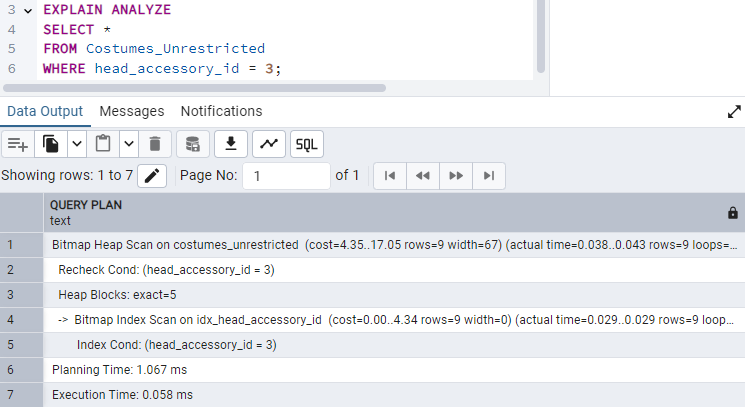 3 EXPLAIN ANALYZE
4 SELECT *
5 FROM Costumes_Unrestricted
6 WHERE head_accessory_id = 3;
Data Output Messages Notifications
SQL
Showing rows: 1 to 7 Page No: 1 of 1
QUERY PLAN
text
1 Bitmap Heap Scan on costumes_unrestricted (cost=4.35..17.05 rows=9 width=67) (actual time=0.038..0.043 rows=9 loops=...
2 Recheck Cond: (head_accessory_id = 3)
3 Heap Blocks: exact=5
4 -> Bitmap Index Scan on idx_head_accessory_id (cost=0.00..4.34 rows=9 width=0) (actual time=0.029..0.029 rows=9 loop...
5 Index Cond: (head_accessory_id = 3)
6 Planning Time: 1.067 ms
7 Execution Time: 0.058 ms